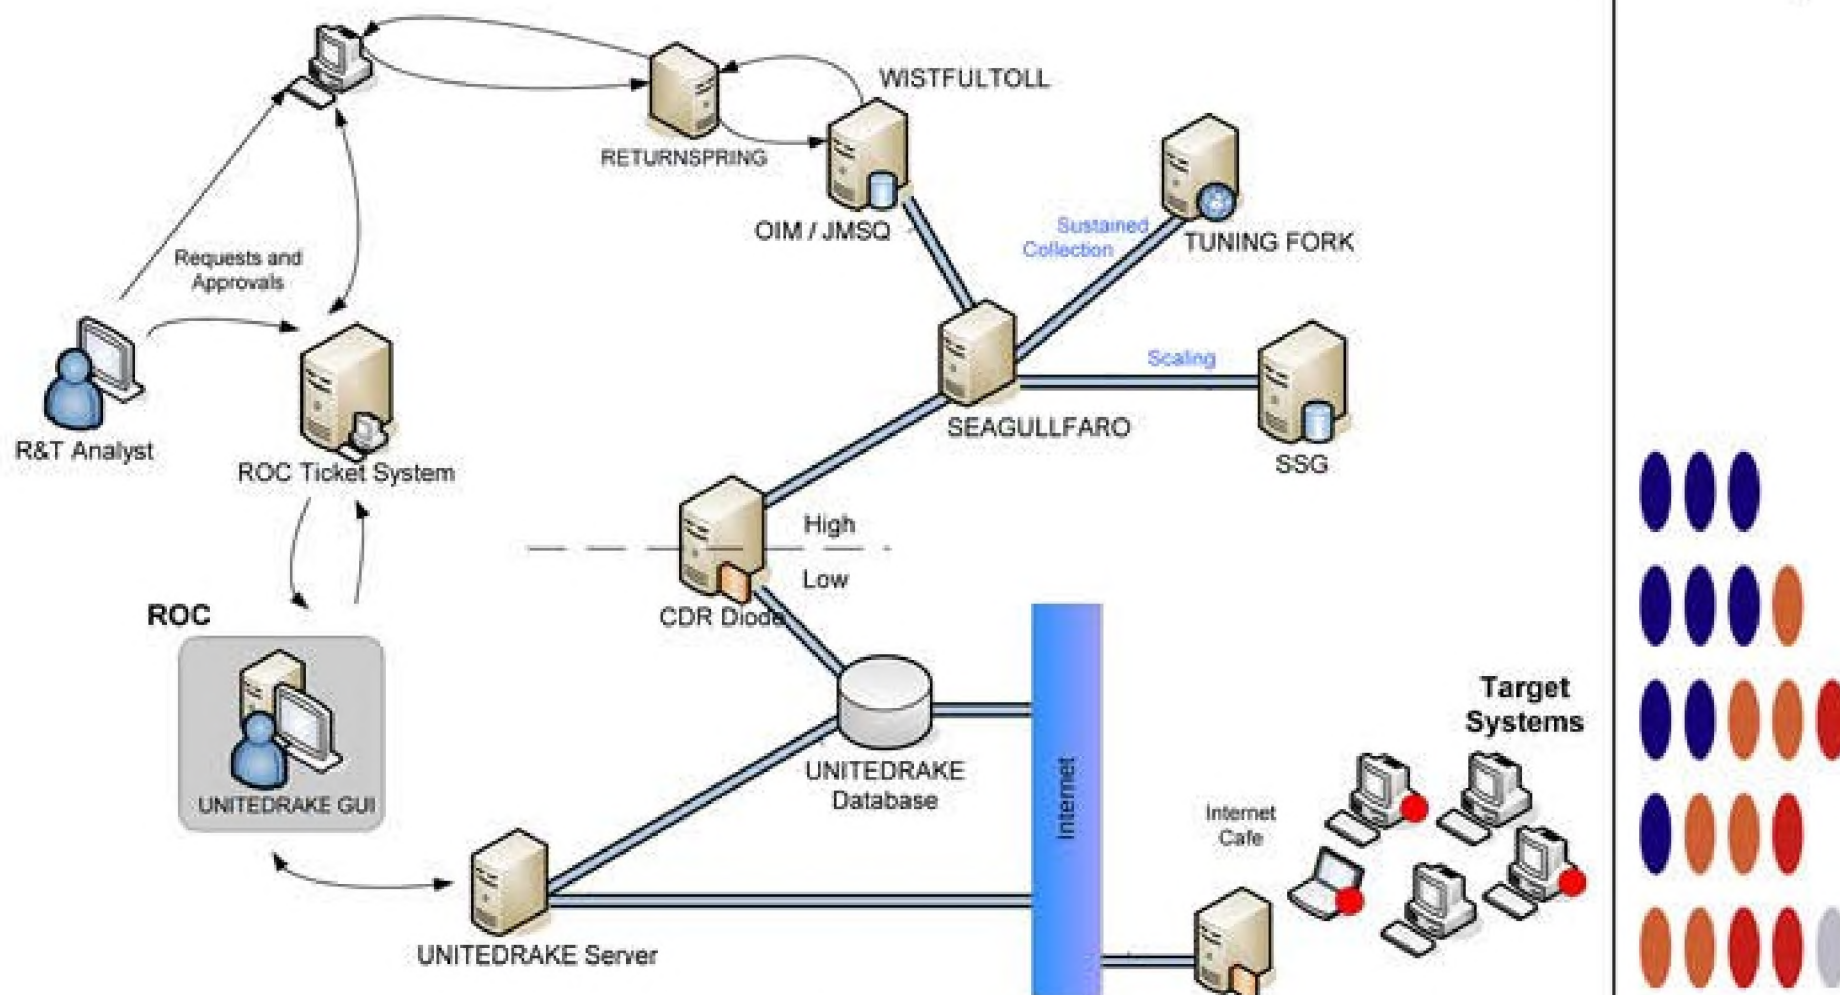 WISTFULTOLL
RETURNSPRING
OIM / JMSQ
Sustained
Collection
TUNING FORK
Requests and
Approvals
Scaling
R&T Analyst
ROC Ticket System
SEAGULLFARO
SSG
High
Low
CDR Diode
ROC
UNITEDRAKE GUI
Target
Systems
UNITEDRAKE
Database
Internet
Internet
Cafe
UNITEDRAKE Server